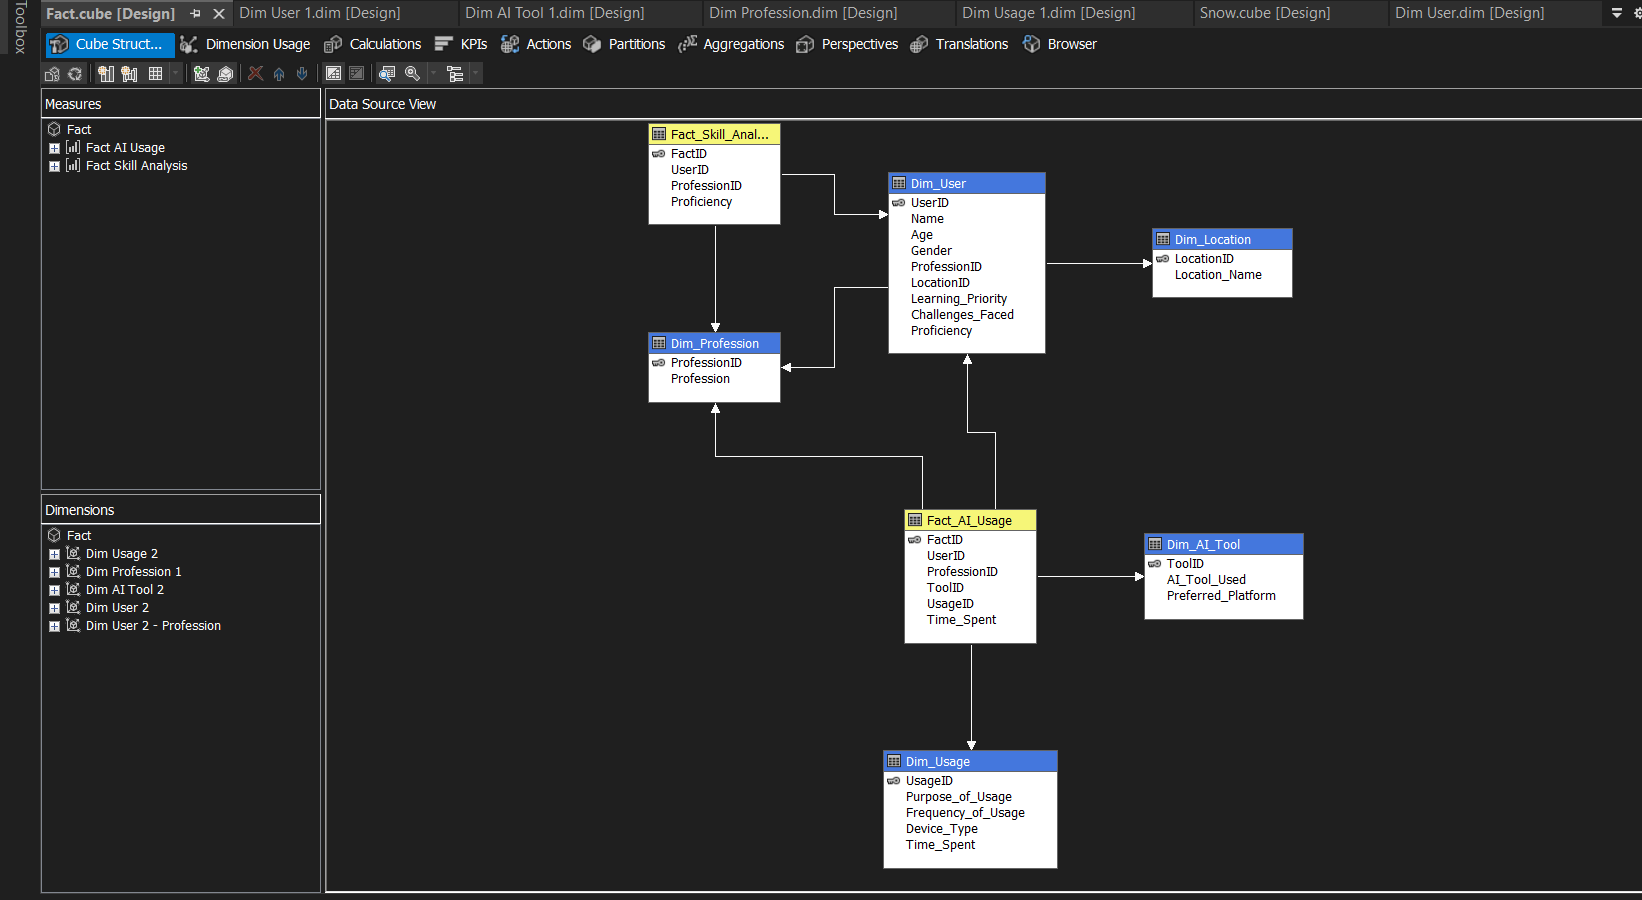 Toolbox
Fact.cube [Design]
Dim User 1.dim [Design]
Dim AI Tool 1.dim [Design]
Dim Profession.dim [Design]
Dim Usage 1.dim [Design]
Snow.cube [Design]
Dim User.dim [Design]
Cube Struct...
Dimension Usage
Calculations
KPIs
Actions
Partitions
Aggregations
Perspectives
Translations
Browser
Measures
Fact
Fact AI Usage
Fact Skill Analysis
Dimensions
Fact
Dim Usage 2
Dim Profession 1
Dim AI Tool 2
Dim User 2
Dim User 2 - Profession
Data Source View
Fact_Skill_Anal...
FactID
UserID
ProfessionID
Proficiency
Dim_User
UserID
Name
Age
Gender
ProfessionID
LocationID
Learning_Priority
Challenges_Faced
Proficiency
Dim_Location
LocationID
Location_Name
Dim_Profession
ProfessionID
Profession
Fact_AI_Usage
FactID
UserID
ProfessionID
ToolID
UsageID
Time_Spent
Dim_AI_Tool
ToolID
AI_Tool_Used
Preferred_Platform
Dim_Usage
UsageID
Purpose_of_Usage
Frequency_of_Usage
Device_Type
Time_Spent